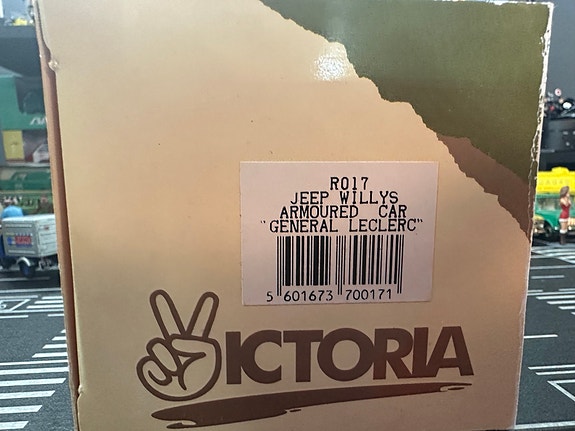 R017
JEEP WILLYS
ARMOURED CAR
"GENERAL LECLERC"
5 601673 700171
VICTORIA